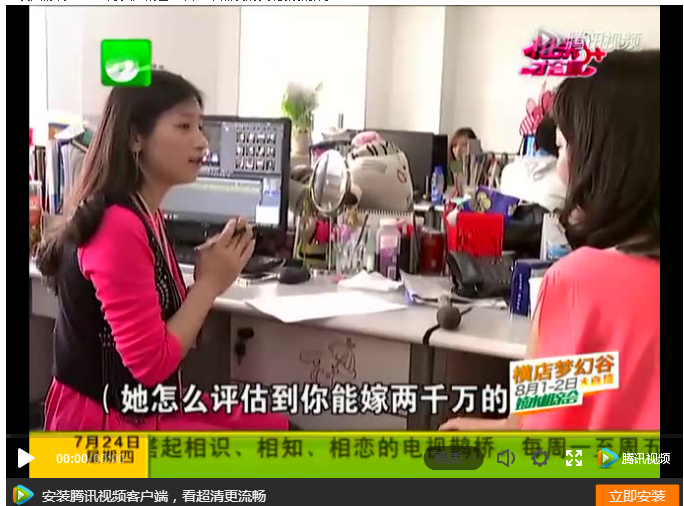 腾讯视频
(她怎么评估到你能嫁两千万的
横店梦幻谷
8月1-2日 大直播
7月24日
星期四
搭起相识、相知、相恋的电视鹊桥，每周一至周五
00:00
腾讯视频
安装腾讯视频客户端，看超清更流畅
立即安装